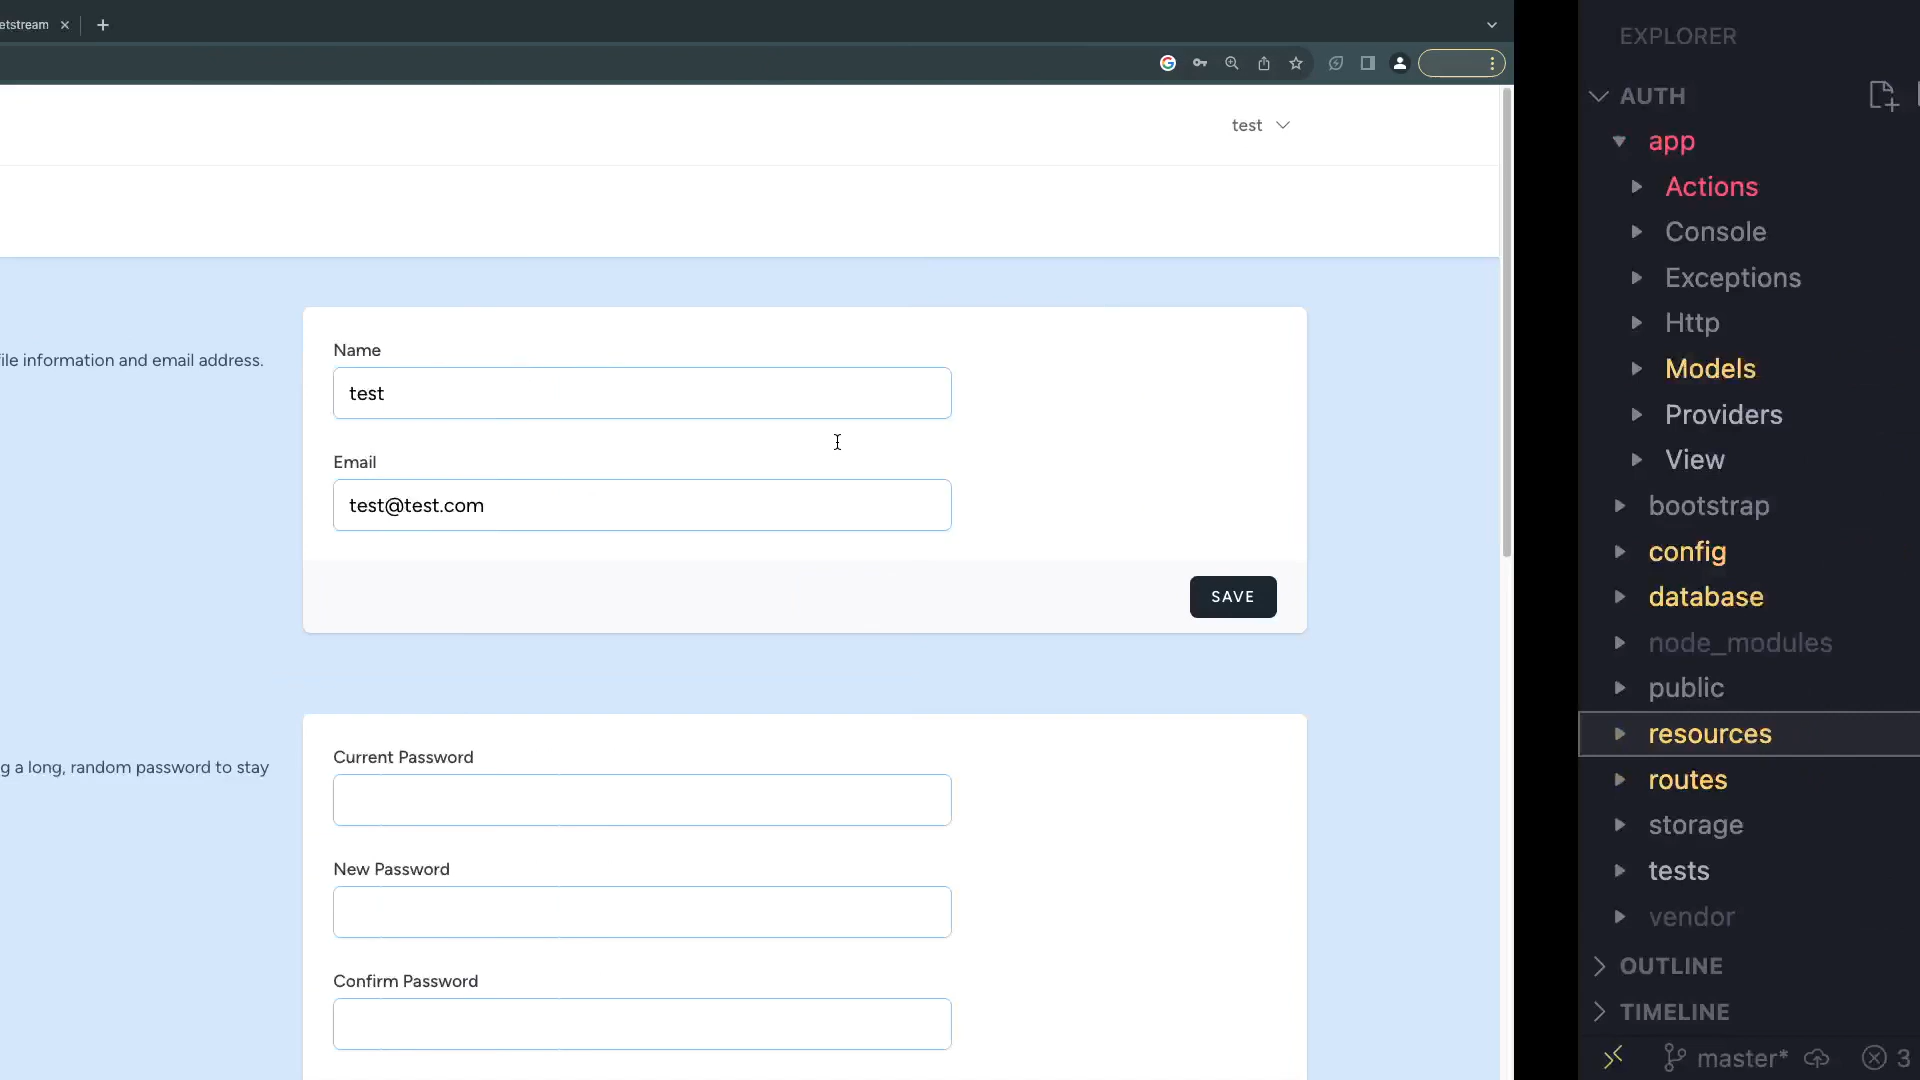 etstream
test
ile information and email address.
Name
test
Email
test@test.com
SAVE
g a long, random password to stay
Current Password
New Password
Confirm Password
EXPLORER
AUTH
app
Actions
Console
Exceptions
Http
Models
Providers
View
bootstrap
config
database
node_modules
public
resources
routes
storage
tests
vendor
OUTLINE
TIMELINE
master* 3